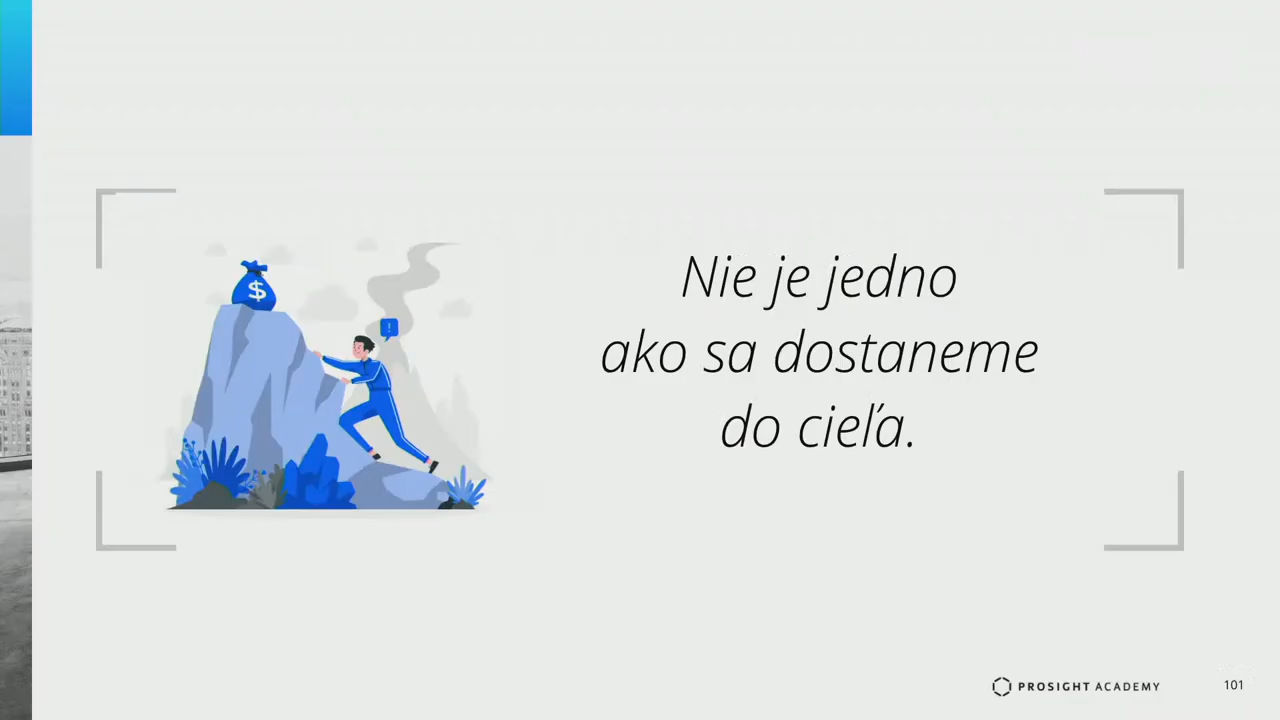 $
!
Nie je jedno
ako sa dostaneme
do cieľa.
PROSIGHT ACADEMY
101